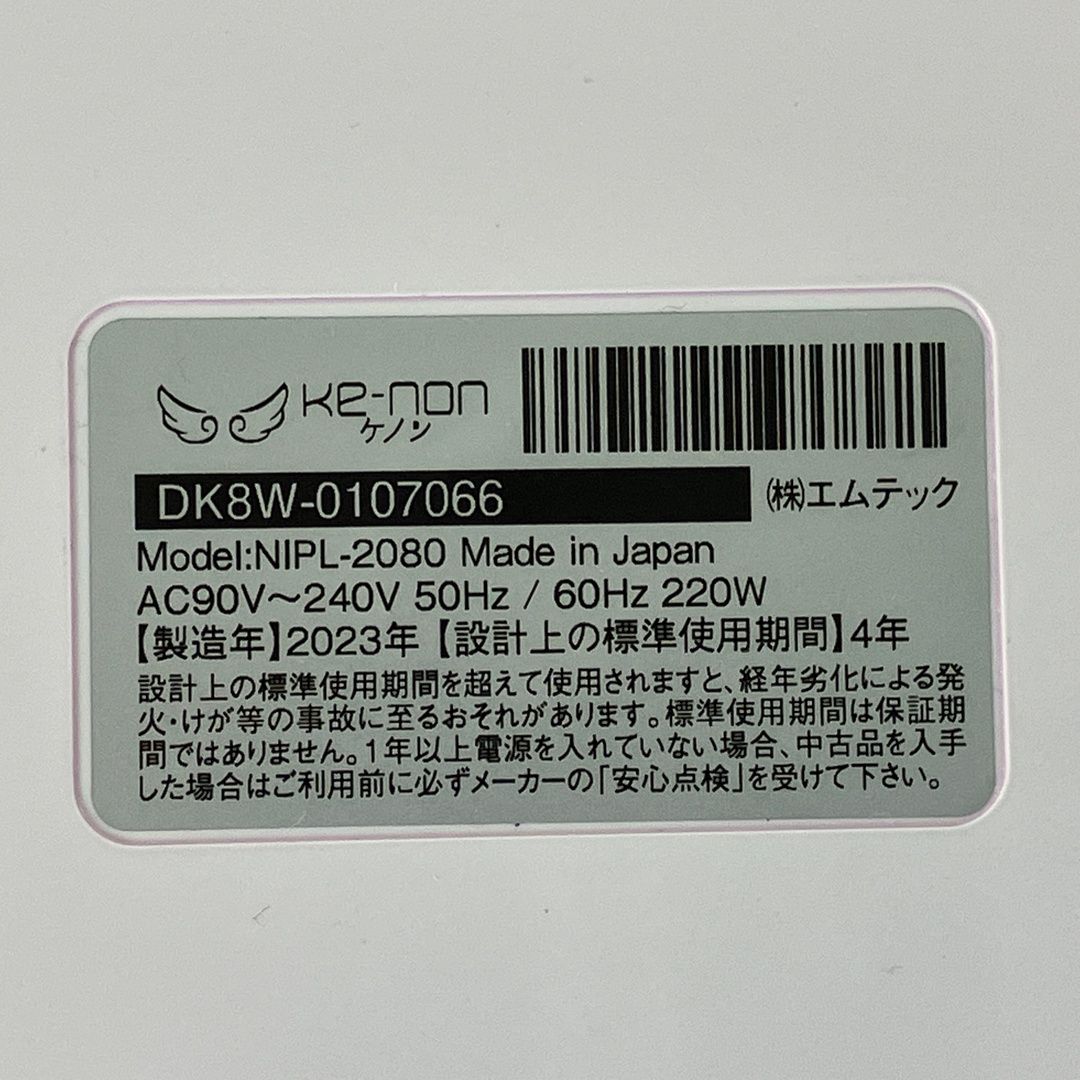 ke-non
ケノン
DK8W-0107066
㈱エムテック
Model:NIPL-2080 Made in Japan
AC90V～240V 50Hz / 60Hz 220W
【製造年】2023年【設計上の標準使用期間】4年
設計上の標準使用期間を超えて使用されますと、経年劣化による発
火・けが等の事故に至るおそれがあります。標準使用期間は保証期
間ではありません。1年以上電源を入れていない場合、中古品を入手
した場合はご利用前に必ずメーカーの「安心点検」を受けて下さい。